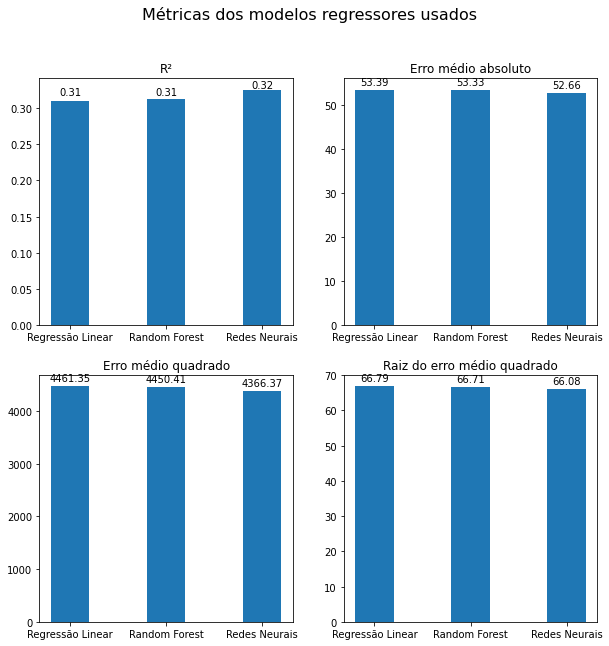 Métricas dos modelos regressores usados
R²
0.31
0.31
0.32
0.30
0.25
0.20
0.15
0.10
0.05
0.00
Regressão Linear
Random Forest
Redes Neurais
Erro médio absoluto
53.39
53.33
52.66
50
40
30
20
10
0
Regressão Linear
Random Forest
Redes Neurais
Erro médio quadrado
4461.35
4450.41
4366.37
4000
3000
2000
1000
0
Regressão Linear
Random Forest
Redes Neurais
Raiz do erro médio quadrado
66.79
66.71
66.08
70
60
50
40
30
20
10
0
Regressão Linear
Random Forest
Redes Neurais